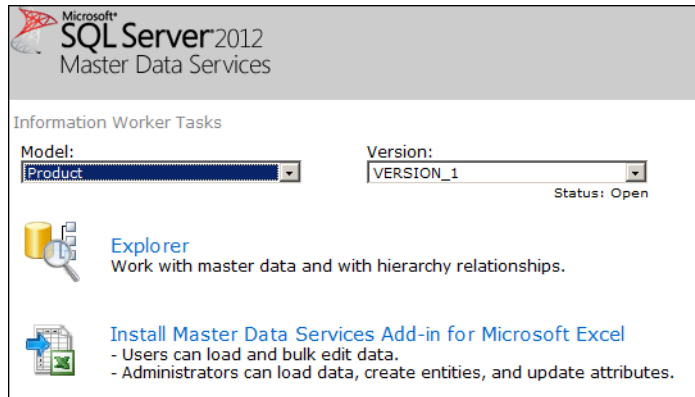 Microsoft®
SQL Server® 2012
Master Data Services
Information Worker Tasks
Model: Version:
Product VERSION_1
Status: Open
Explorer
Work with master data and with hierarchy relationships.
Install Master Data Services Add-in for Microsoft Excel
- Users can load and bulk edit data.
- Administrators can load data, create entities, and update attributes.